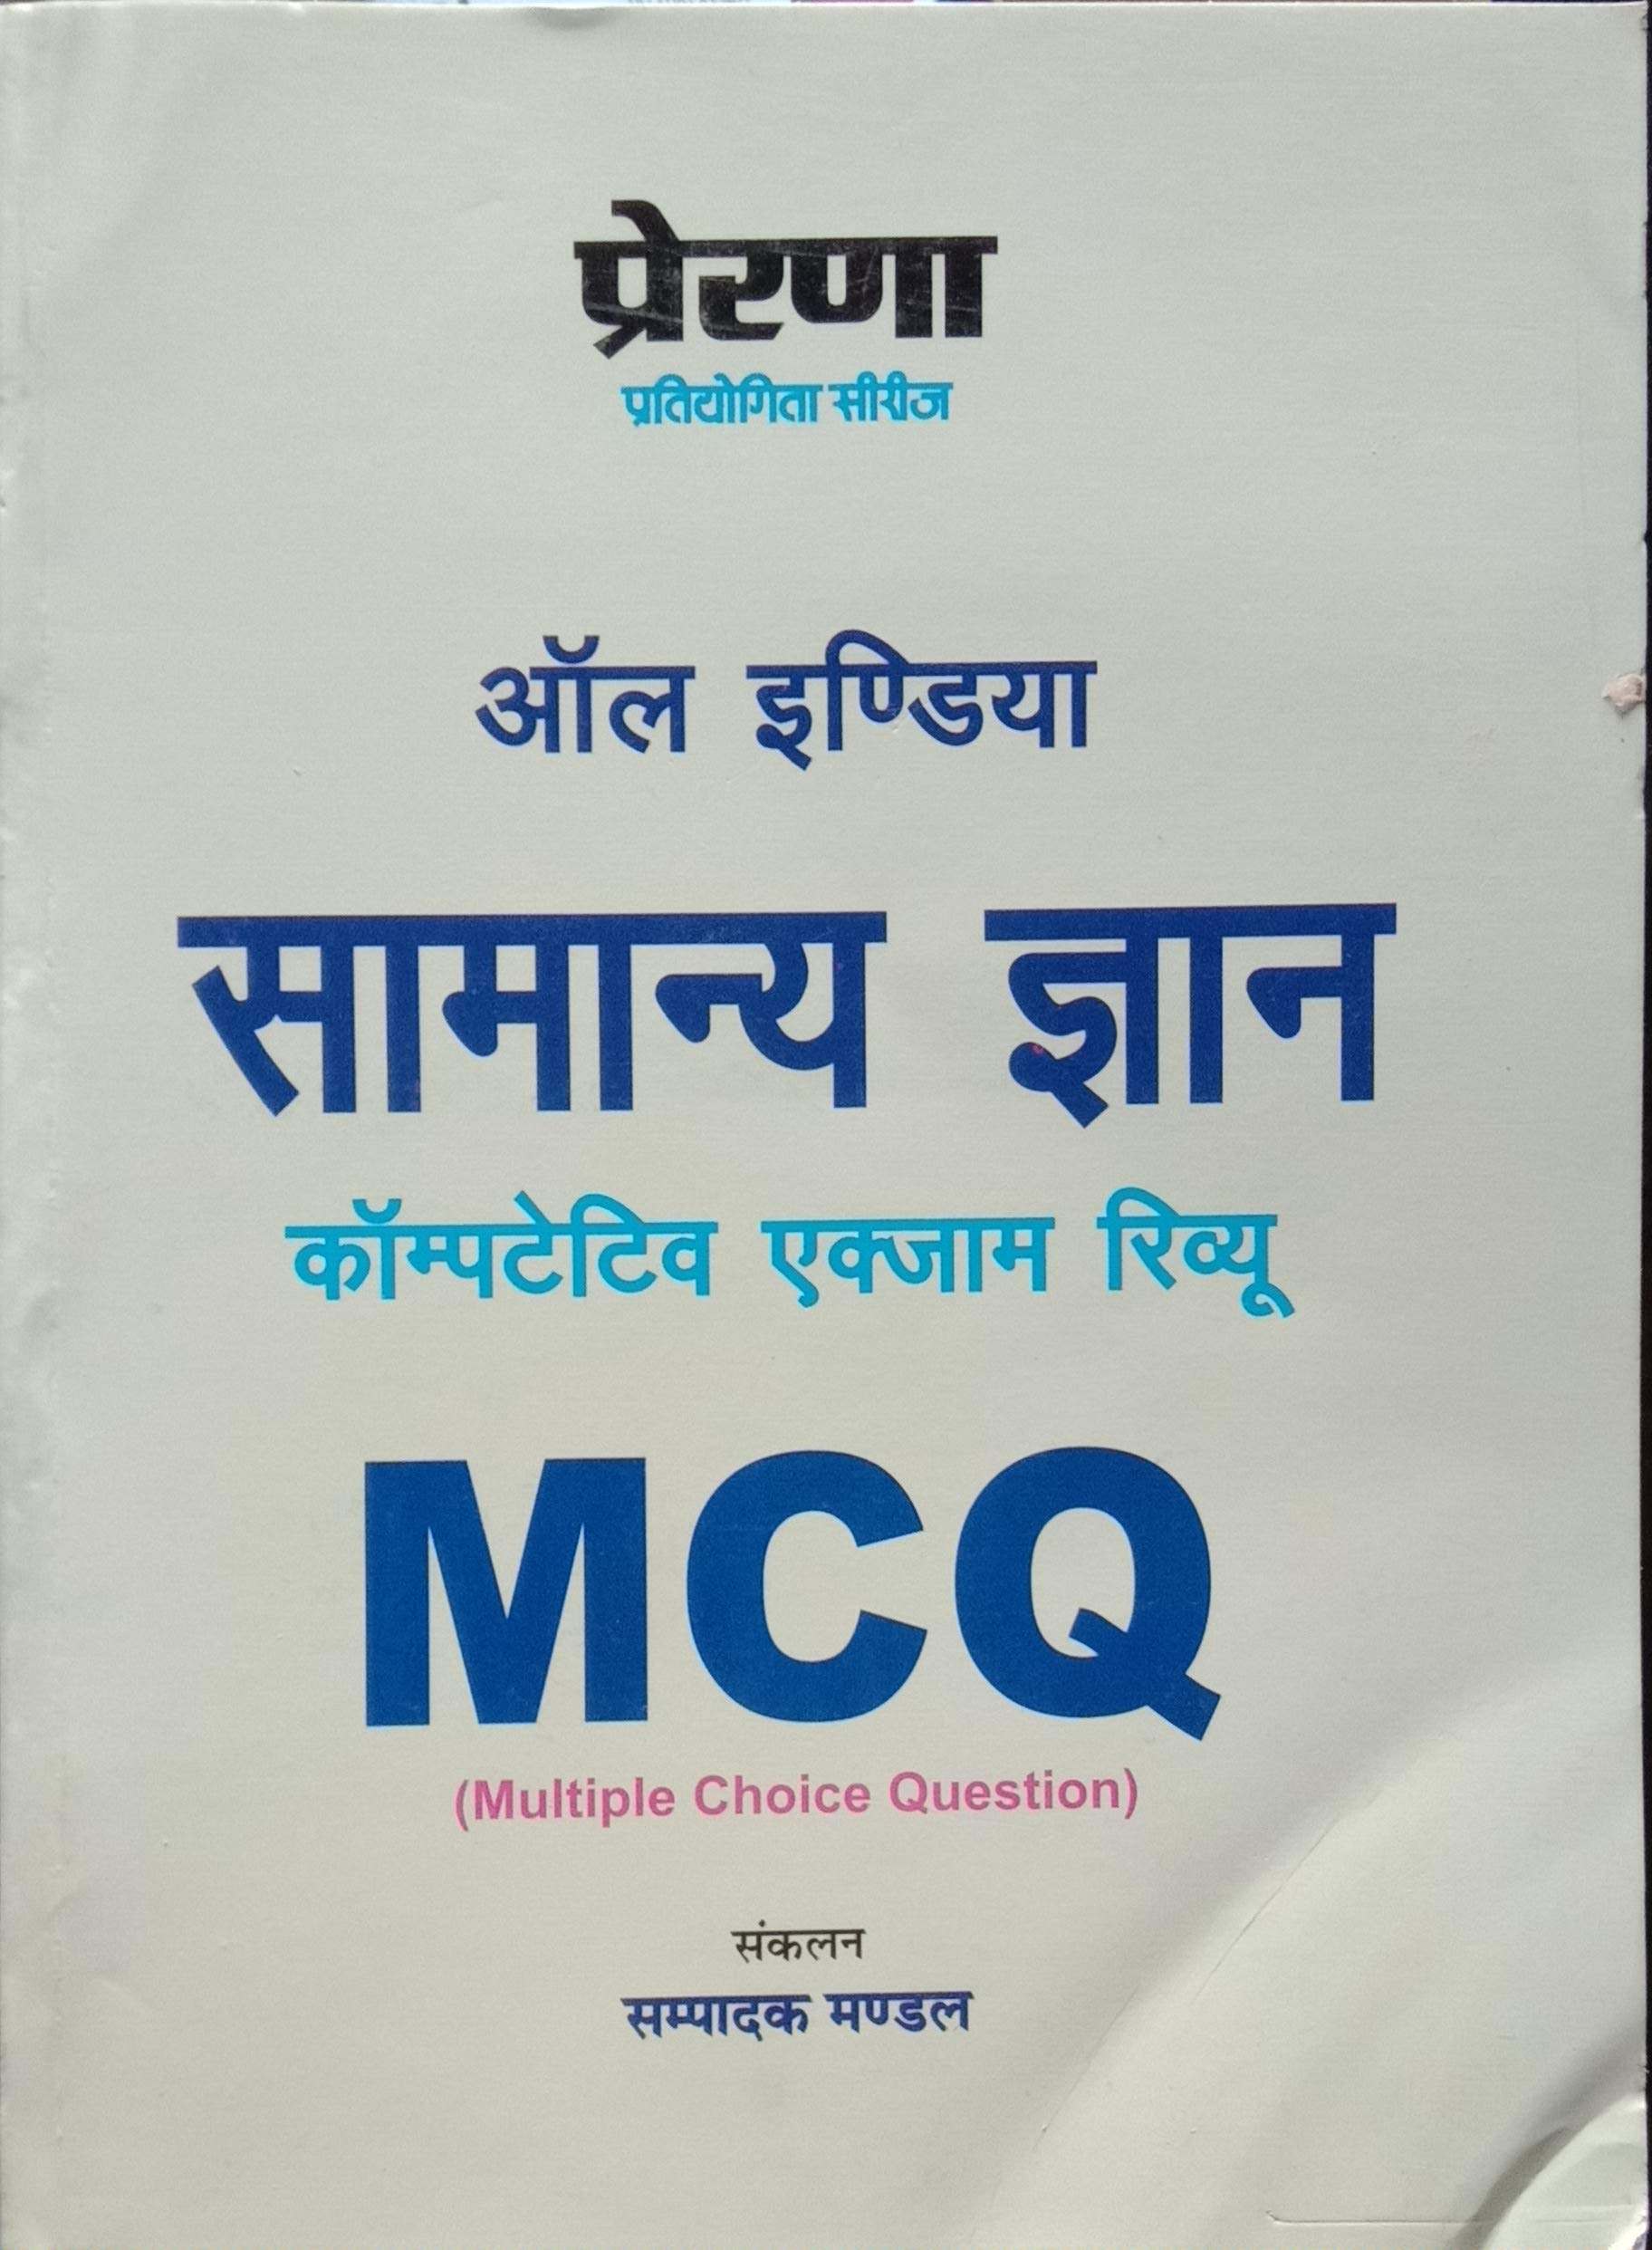 प्रेरणा
प्रतियोगिता सीरीज
ऑल इण्डिया
सामान्य ज्ञान
कॉम्पटेटिव एक्जाम रिव्यू
MCQ
(Multiple Choice Question)
संकलन
सम्पादक मण्डल